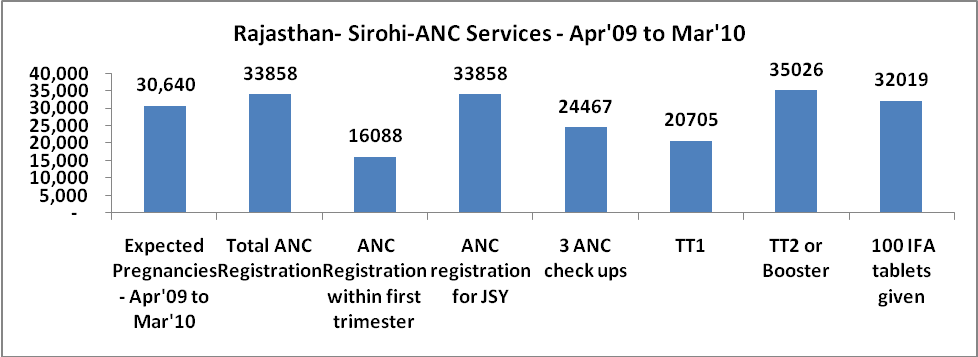 Rajasthan- Sirohi-ANC Services - Apr'09 to Mar'10
40,000
35,000
30,000
25,000
20,000
15,000
10,000
5,000
-
30,640
33858
16088
33858
24467
20705
35026
32019
Expected
Pregnancies
- Apr'09 to
Mar'10
Total ANC
Registration
ANC
Registration
within first
trimester
ANC
registration
for JSY
3 ANC
check ups
TT1
TT2 or
Booster
100 IFA
tablets
given